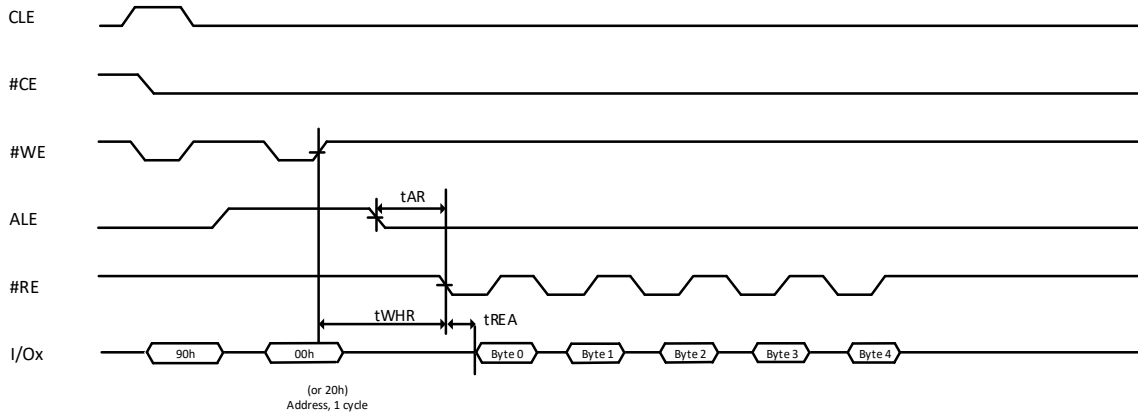 CLE
#CE
#WE
ALE
tAR
#RE
tWHR
tREA
I/Ox
90h
00h
Byte 0
Byte 1
Byte 2
Byte 3
Byte 4
(or 20h)
Address, 1 cycle